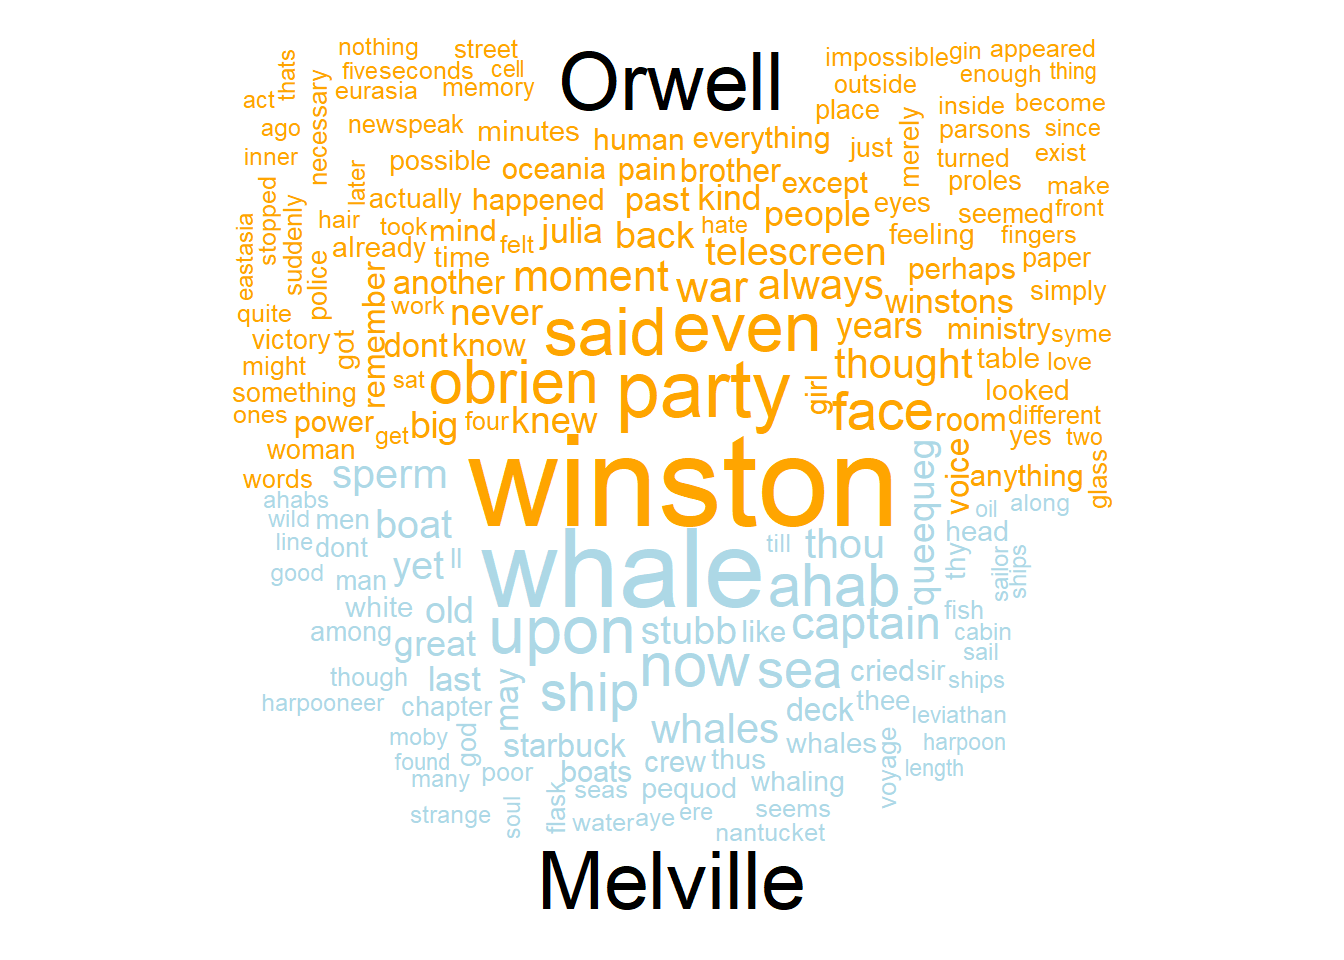 nothing street Orwell impossible gin appeared
thats fiveseconds cell outside enough thing
act eurasia memory place inside become
necessary newspeak minutes human everything just merely parsons since
ago possible oceania pain brother except turned exist
inner later actually happened past kind people eyes proles make
stopped suddenly hair took mind felt julia back hate telescreen feeling seemed front
eastasia police already time fingers
remember another moment war always perhaps paper
quite work never said even winstons simply
victory got dont know years ministry syme
might sat obrien party girl thought table love
something face looked
ones power get big four knew room different
woman winston yes two
words sperm queequeg voice anything glass
ahabs oil along
wild men boat head
line dont yet ll whale till thou thy sailor ships
good man ahab
white old fish
among great upon stubb like captain cabin
though last now sea cried sir sail
harpooneer chapter may ship deck thee ships
leviathan
moby god starbuck whales whales harpoon
found crew thus voyage length
many poor boats pequod whaling
strange soul flask seas water aye ere seems
nantucket
Melville